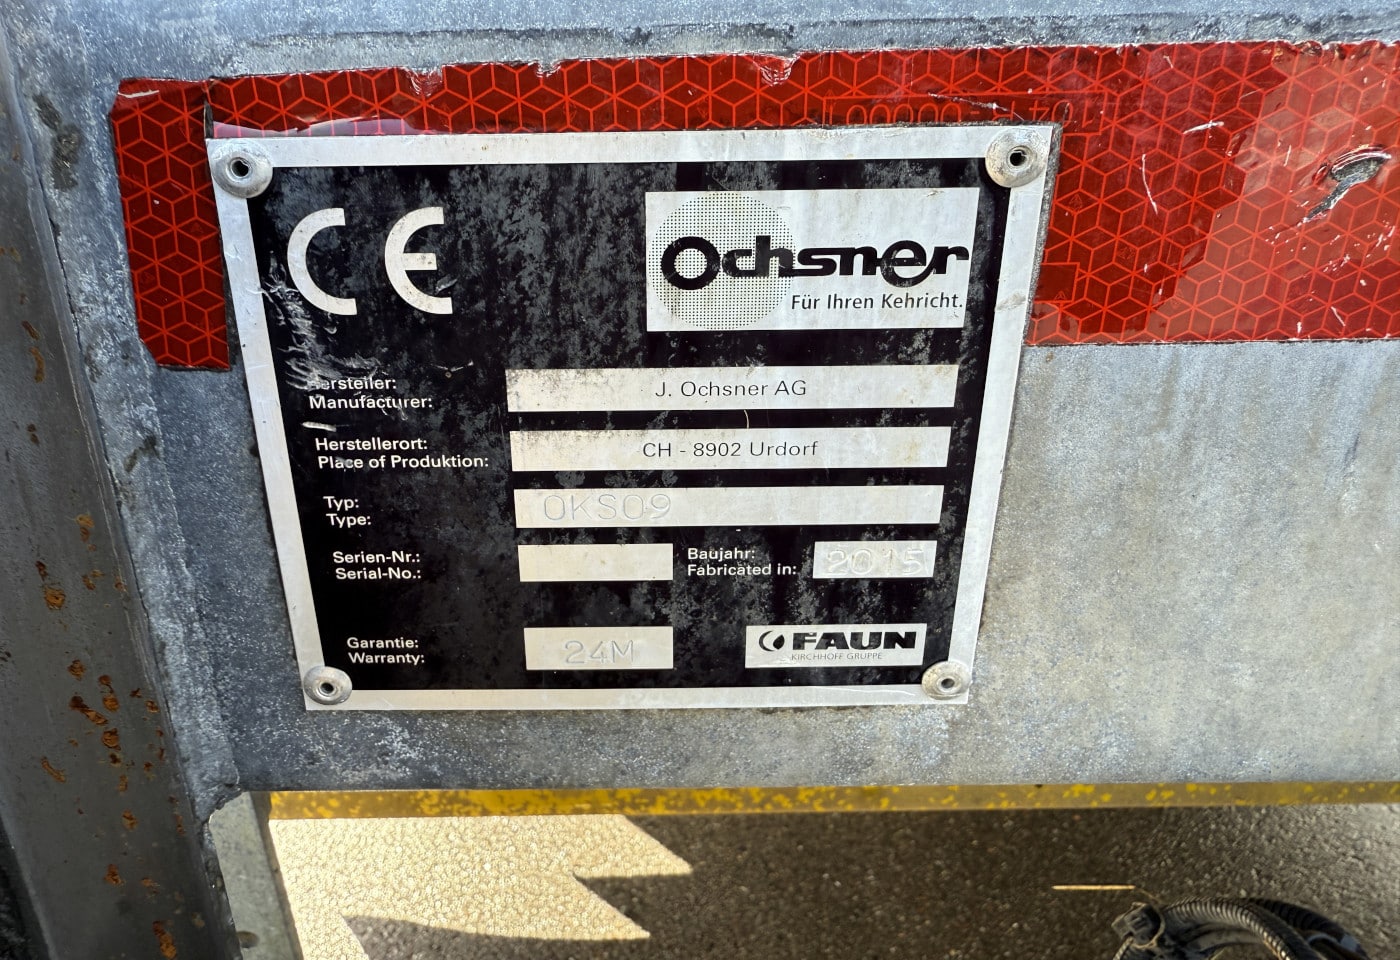 CE
Ochsner
Für Ihren Kehricht.
Hersteller:
Manufacturer:
J. Ochsner AG
Herstellerort:
Place of Produktion:
CH - 8902 Urdorf
Typ:
Type:
OKS09
Serien-Nr.:
Serial-No.:
Baujahr:
Fabricated in:
2015
Garantie:
Warranty:
24M
FAUN
KIRCHHOFF GRUPPE